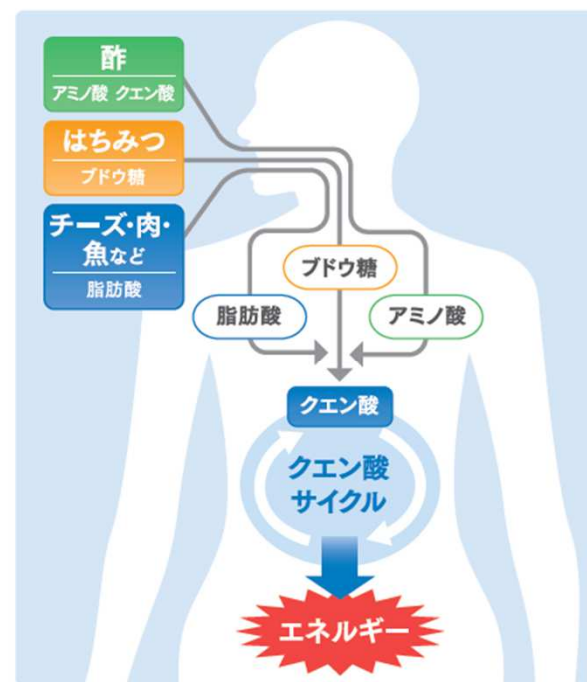 酢
アミノ酸 クエン酸
はちみつ
ブドウ糖
チーズ・肉・
魚など
脂肪酸
ブドウ糖
脂肪酸
アミノ酸
クエン酸
クエン酸
サイクル
エネルギー